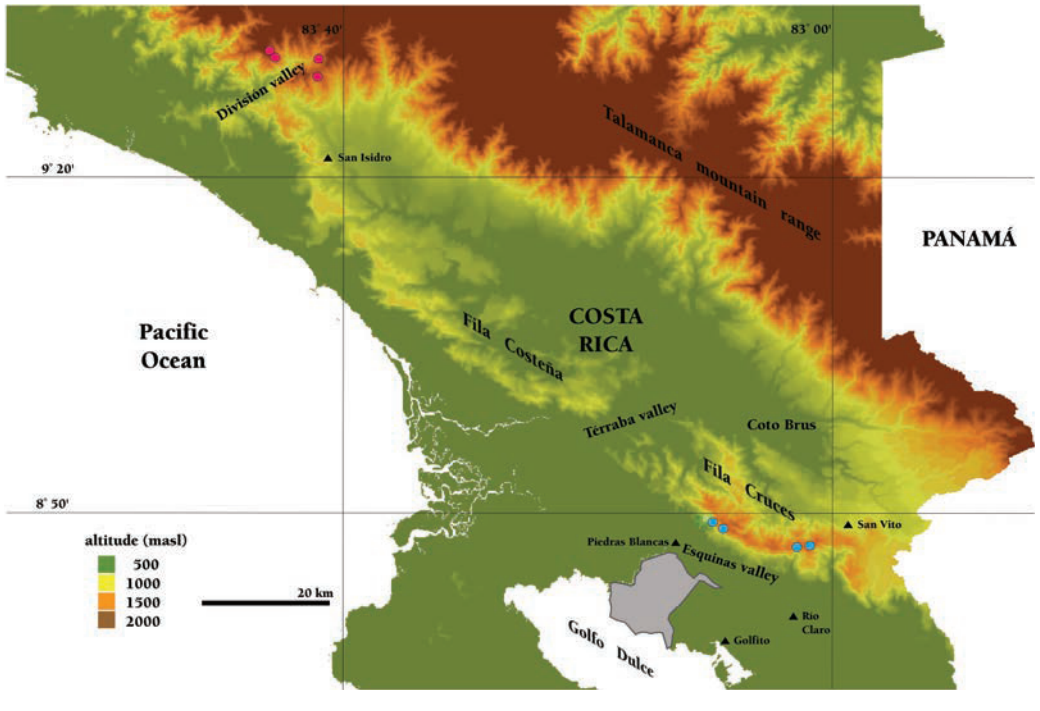 83° 40'
83° 00'
División valley
Talamanca mountain range
San Isidro
9° 20'
PANAMÁ
COSTA
RICA
Pacific
Ocean
Fila Costeña
Térraba valley
Coto Brus
Fila Cruces
8° 50'
San Vito
altitude (masl)
500
1000
1500
2000
Piedras Blancas
Esquinas valley
20 km
Río
Claro
Golfo Dulce
Golfito